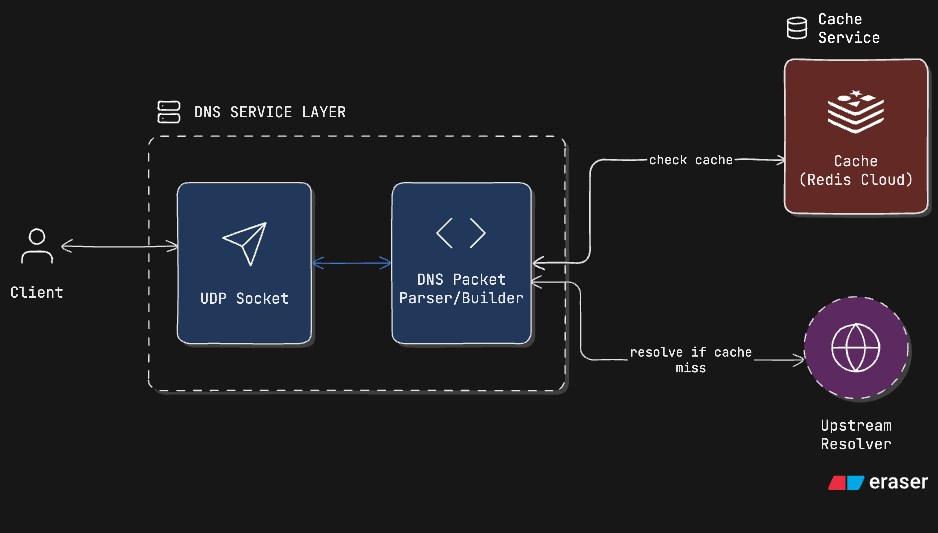 Cache
Service
DNS SERVICE LAYER
check cache
Cache
(Redis Cloud)
UDP Socket
DNS Packet
Parser/Builder
Client
resolve if cache
miss
Upstream
Resolver
eraser